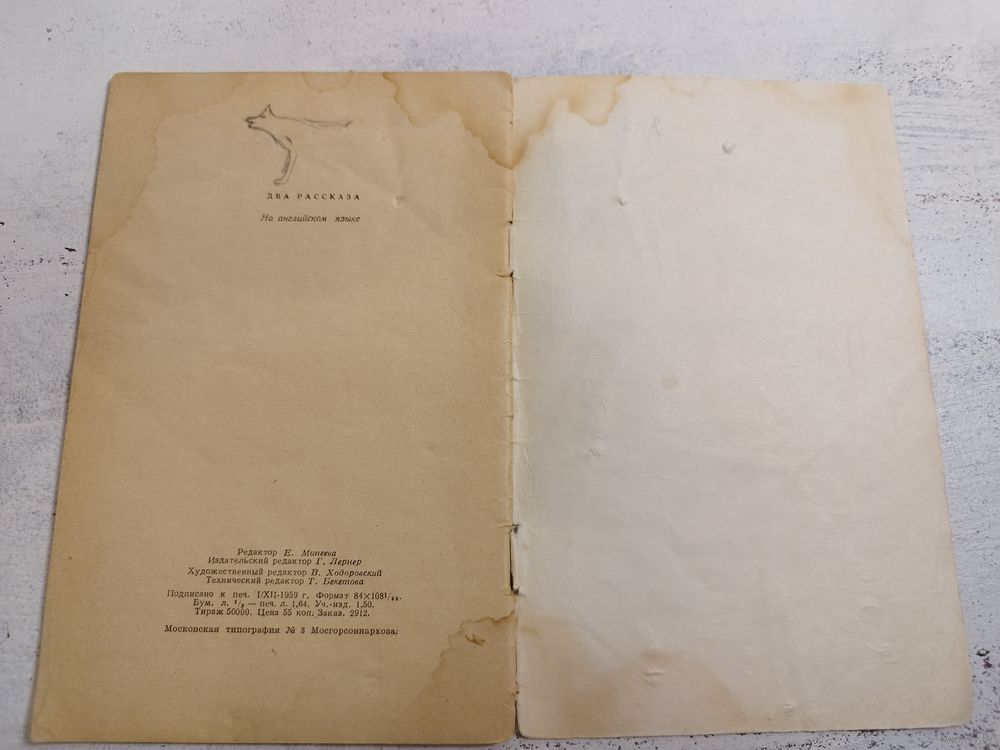 ДВА РАССКАЗА
На английском языке
Редактор Е. Минеева
Издательский редактор Г. Лернер
Художественный редактор В. Ходоровский
Технический редактор Т. Бекетова
Подписано к печ. I/XII-1959 г. Формат 84×108¹/₃₂.
Бум. л. ¹/₂ — печ. л. 1,64. Уч.-изд. 1,50.
Тираж 50000. Цена 55 коп. Заказ. 2912.
Московская типография № 3 Мосгорсовнархоза.